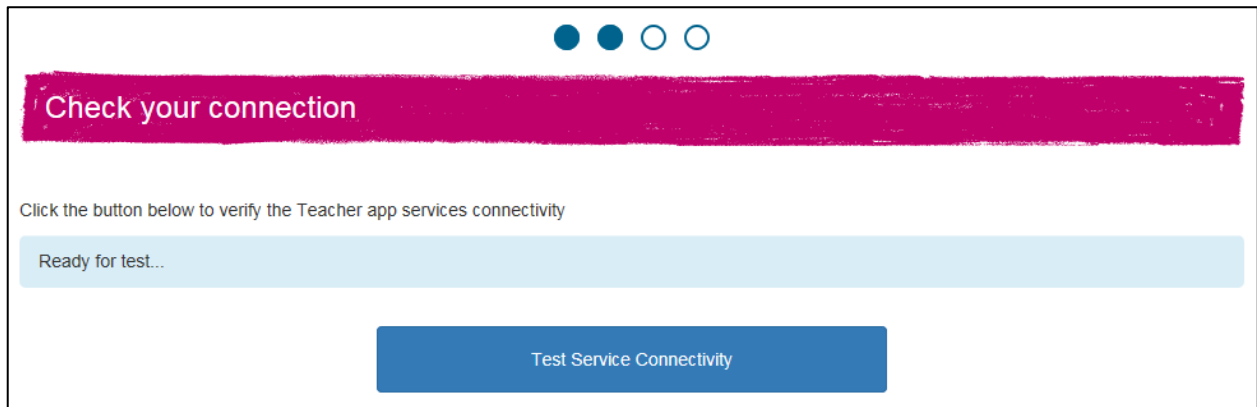 Check your connection
Click the button below to verify the Teacher app services connectivity
Ready for test...
Test Service Connectivity